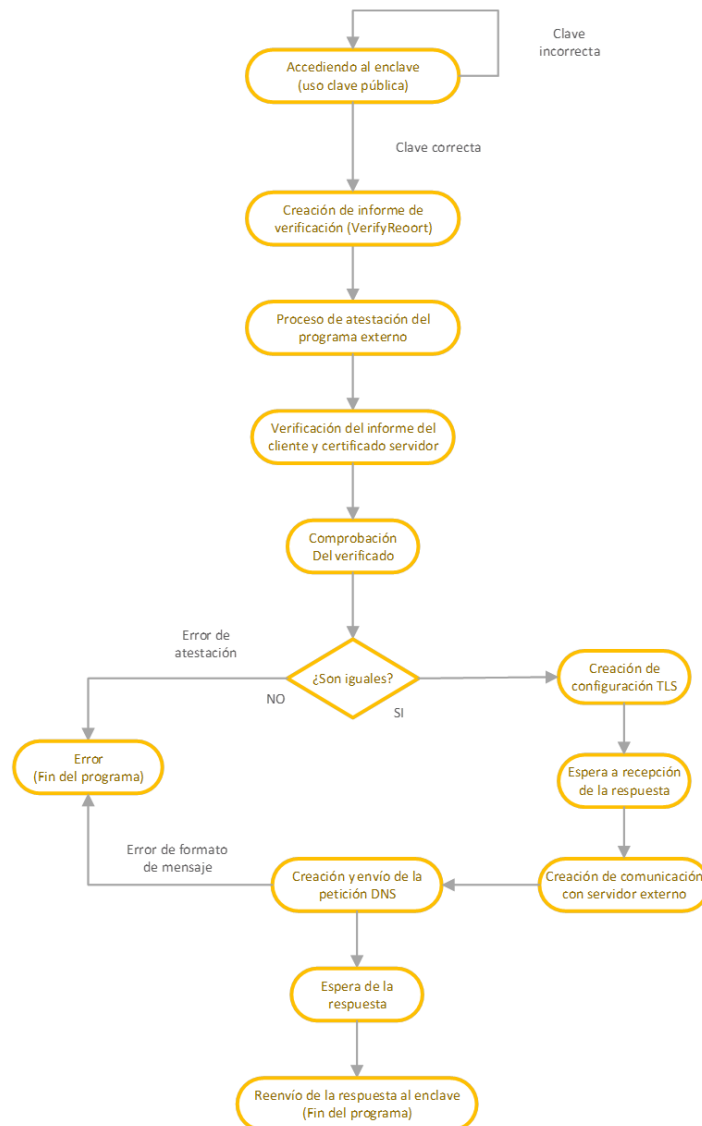 Clave
incorrecta
Accediendo al enclave
(uso clave pública)
Clave correcta
Creación de informe de
verificación (VerifyReoort)
Proceso de atestación del
programa externo
Verificación del informe del
cliente y certificado servidor
Comprobación
Del verificado
Error de
atestación
¿Son iguales?
NO
SI
Creación de
configuración TLS
Error
(Fin del programa)
Espera a recepción
de la respuesta
Error de formato
de mensaje
Creación y envío de la
petición DNS
Creación de comunicación
con servidor externo
Espera de la
respuesta
Reenvío de la respuesta al enclave
(Fin del programa)